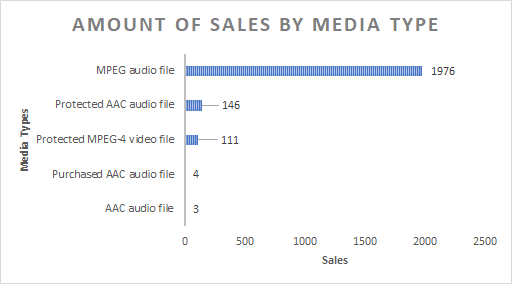 AMOUNT OF SALES BY MEDIA TYPE
Media Types
MPEG audio file 1976
Protected AAC audio file 146
Protected MPEG-4 video file 111
Purchased AAC audio file 4
AAC audio file 3
0 500 1000 1500 2000 2500
Sales